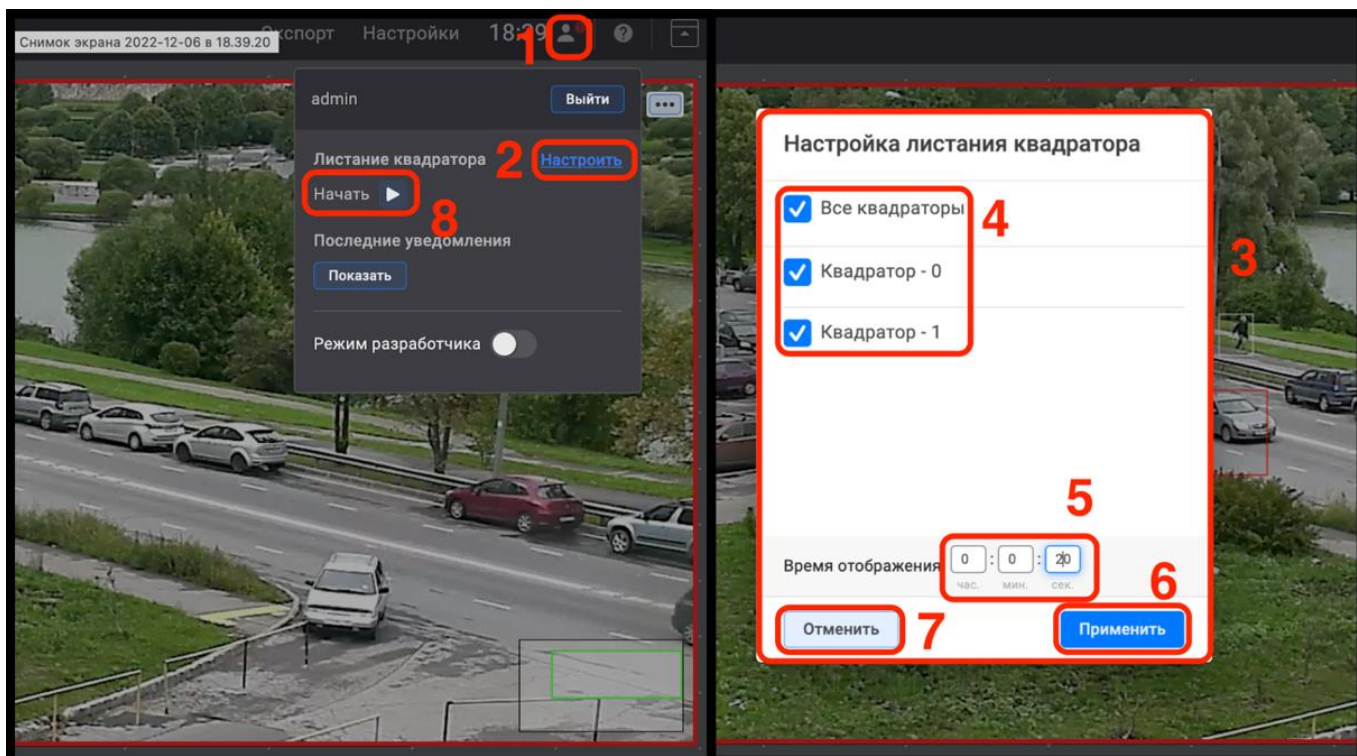 Снимок экрана 2022-12-06 в 18.39.20
кспорт Настройки 18:39
1
admin Выйти
Листание квадратора 2 Настроить
Начать
8
Последние уведомления
Показать
Режим разработчика
Настройка листания квадратора
Все квадраторы 4
3
Квадратор - 0
Квадратор - 1
5
Время отображения 0 : 0 : 20
час. мин. сек.
6
Отменить 7 Применить